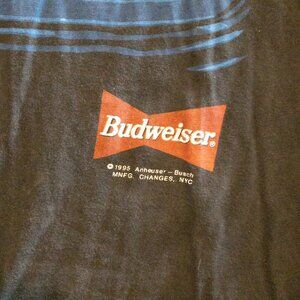 Budweiser®
© 1995 Anheuser - Busch
MNFG. CHANGES, NYC